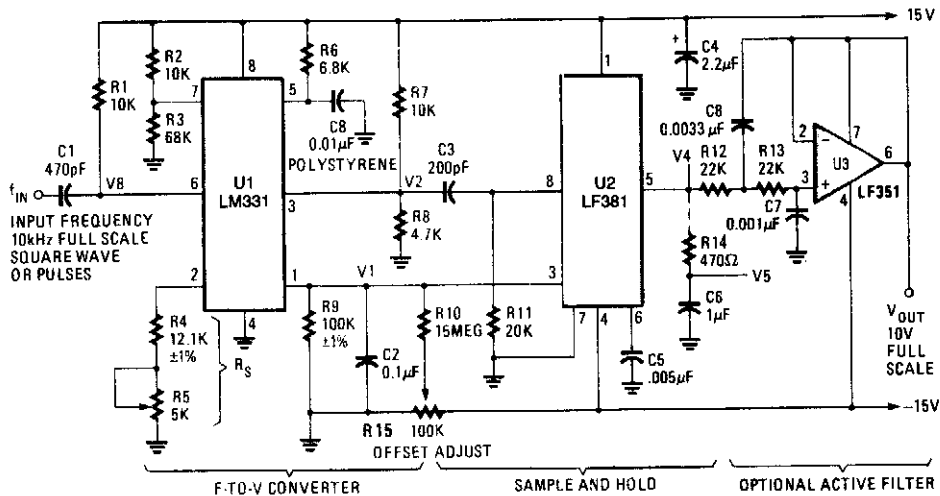 15V
R1
10K
R2
10K
R3
68K
8
7
5
R6
6.8K
C8
0.01μF
POLYSTYRENE
R7
10K
1
+
C4
2.2μF
C8
0.0033μF
C1
470pF
fIN
V8
6
U1
LM331
3
V2
C3
200pF
8
U2
LF381
5
V4
R12
22K
R13
22K
2
−
7
U3
6
3
+
4
LF351
C7
0.001μF
INPUT FREQUENCY
10kHz FULL SCALE
SQUARE WAVE
OR PULSES
R8
4.7K
R14
470Ω
V5
2
1
V1
3
4
R4
12.1K
±1%
RS
R5
5K
R9
100K
±1%
C2
0.1μF
R10
15MEG
R11
20K
7
4
6
C5
.005μF
C6
1μF
VOUT
10V
FULL
SCALE
R15
100K
OFFSET ADJUST
−15V
F-TO-V CONVERTER
SAMPLE AND HOLD
OPTIONAL ACTIVE FILTER